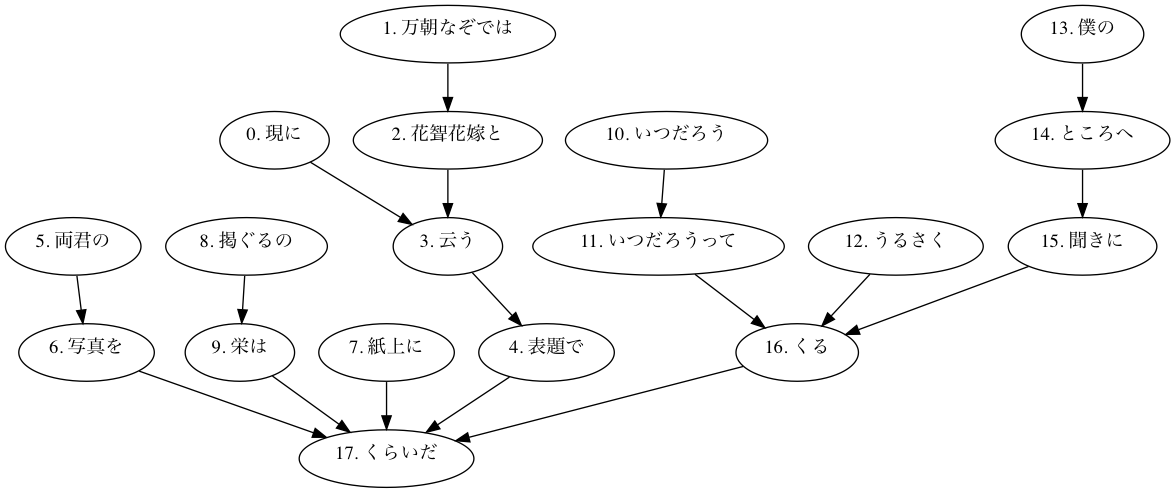 1. 万朝なぞでは
13. 僕の
0. 現に
2. 花聟花嫁と
10. いつだろう
14. ところへ
5. 両君の
8. 掲ぐるの
3. 云う
11. いつだろうって
12. うるさく
15. 聞きに
6. 写真を
9. 栄は
7. 紙上に
4. 表題で
16. くる
17. くらいだ